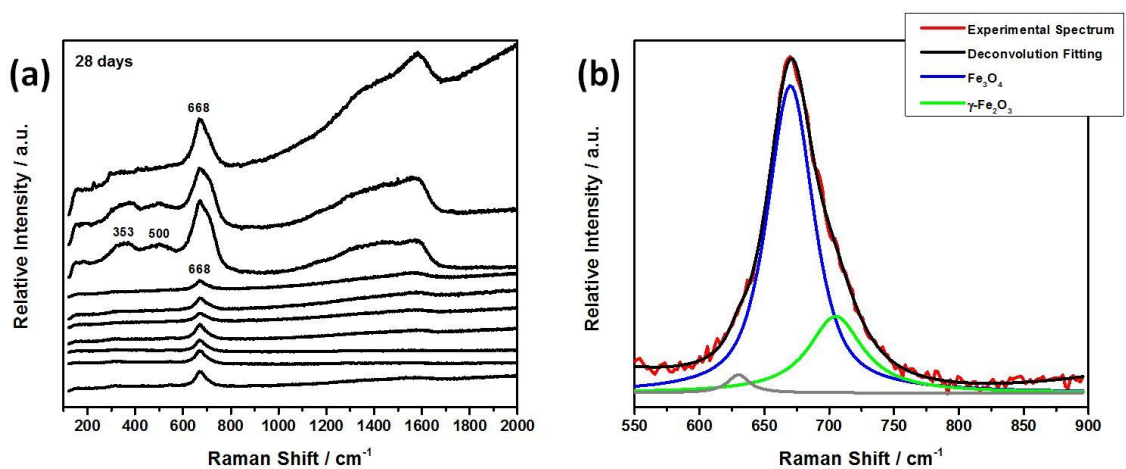 (a)
28 days
668
353
500
668
Relative Intensity / a.u.
200 400 600 800 1000 1200 1400 1600 1800 2000
Raman Shift / cm⁻¹
(b)
Experimental Spectrum
Deconvolution Fitting
Fe₃O₄
γ-Fe₂O₃
Relative Intensity / a.u.
550 600 650 700 750 800 850 900
Raman Shift / cm⁻¹